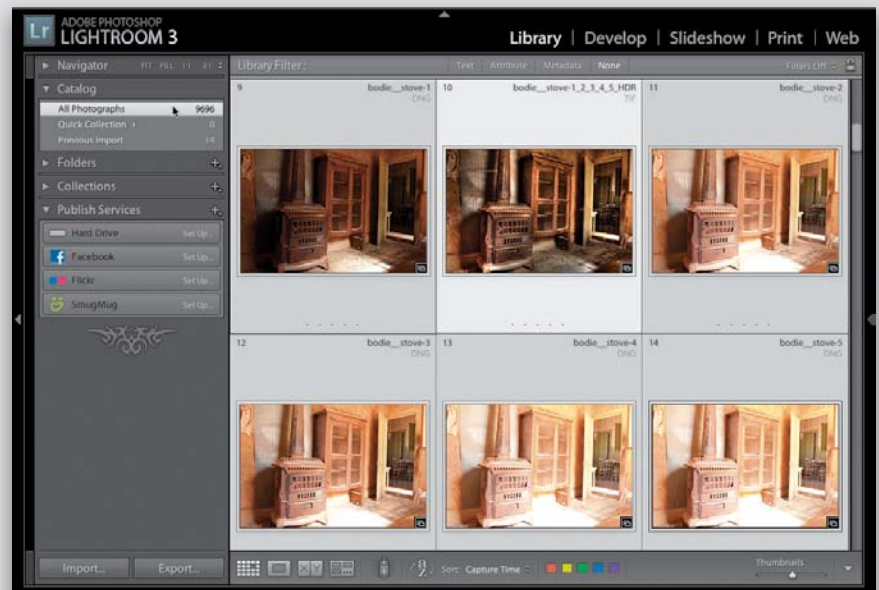 Lr
ADOBE PHOTOSHOP
LIGHTROOM 3
Library | Develop | Slideshow | Print | Web
Navigator FIT FILL 1:1
Library Filter: Text Attribute Metadata None Filters Off
Catalog
All Photographs 9696
Quick Collection + 0
Previous Import
Folders
Collections
Publish Services
Hard Drive Set Up...
Facebook Set Up...
Flickr Set Up...
SmugMug Set Up...
9 bodie__stove-1
DNG
10 bodie__stove-1_2_3_4_5_HDR
TIF
11 bodie__stove-2
DNG
12 bodie__stove-3
DNG
13 bodie__stove-4
DNG
14 bodie__stove-5
DNG
Import... Export...
XY Sort: Capture Time
Thumbnails